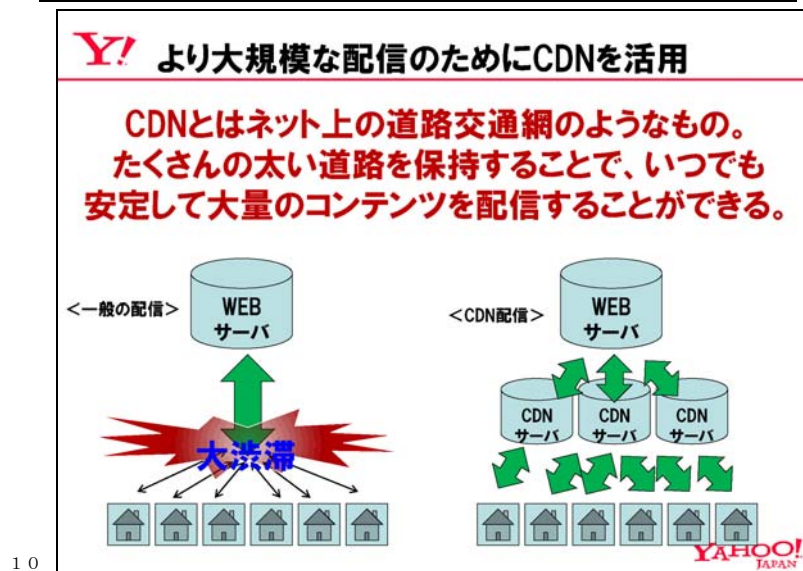 Y! より大規模な配信のためにCDNを活用
CDNとはネット上の道路交通網のようなもの。
たくさんの太い道路を保持することで、いつでも
安定して大量のコンテンツを配信することができる。
<一般の配信>
WEB
サーバ
大渋滞
<CDN配信>
WEB
サーバ
CDN
サーバ
CDN
サーバ
CDN
サーバ
YAHOO!
JAPAN
10